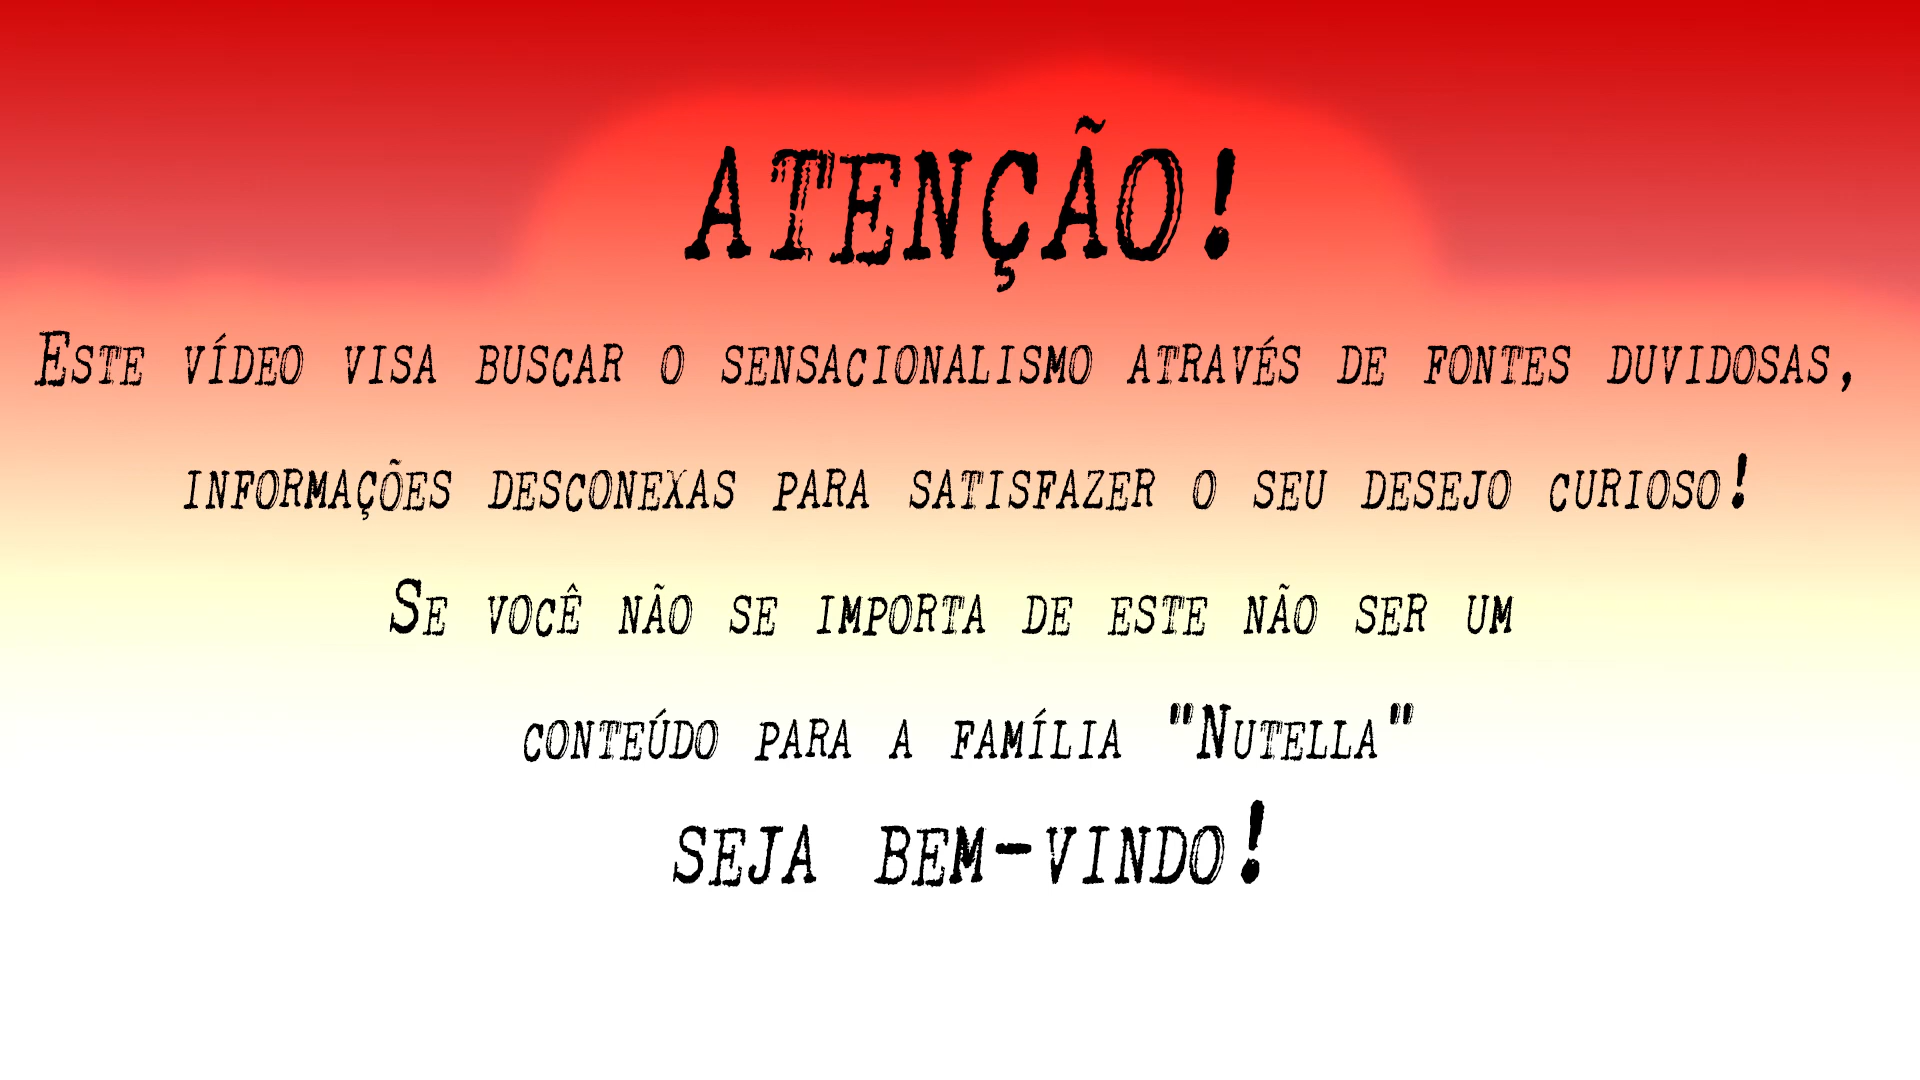 ATENÇÃO!
Este vídeo visa buscar o sensacionalismo através de fontes duvidosas,
informações desconexas para satisfazer o seu desejo curioso!
Se você não se importa de este não ser um
conteúdo para a família "Nutella"
seja bem-vindo!